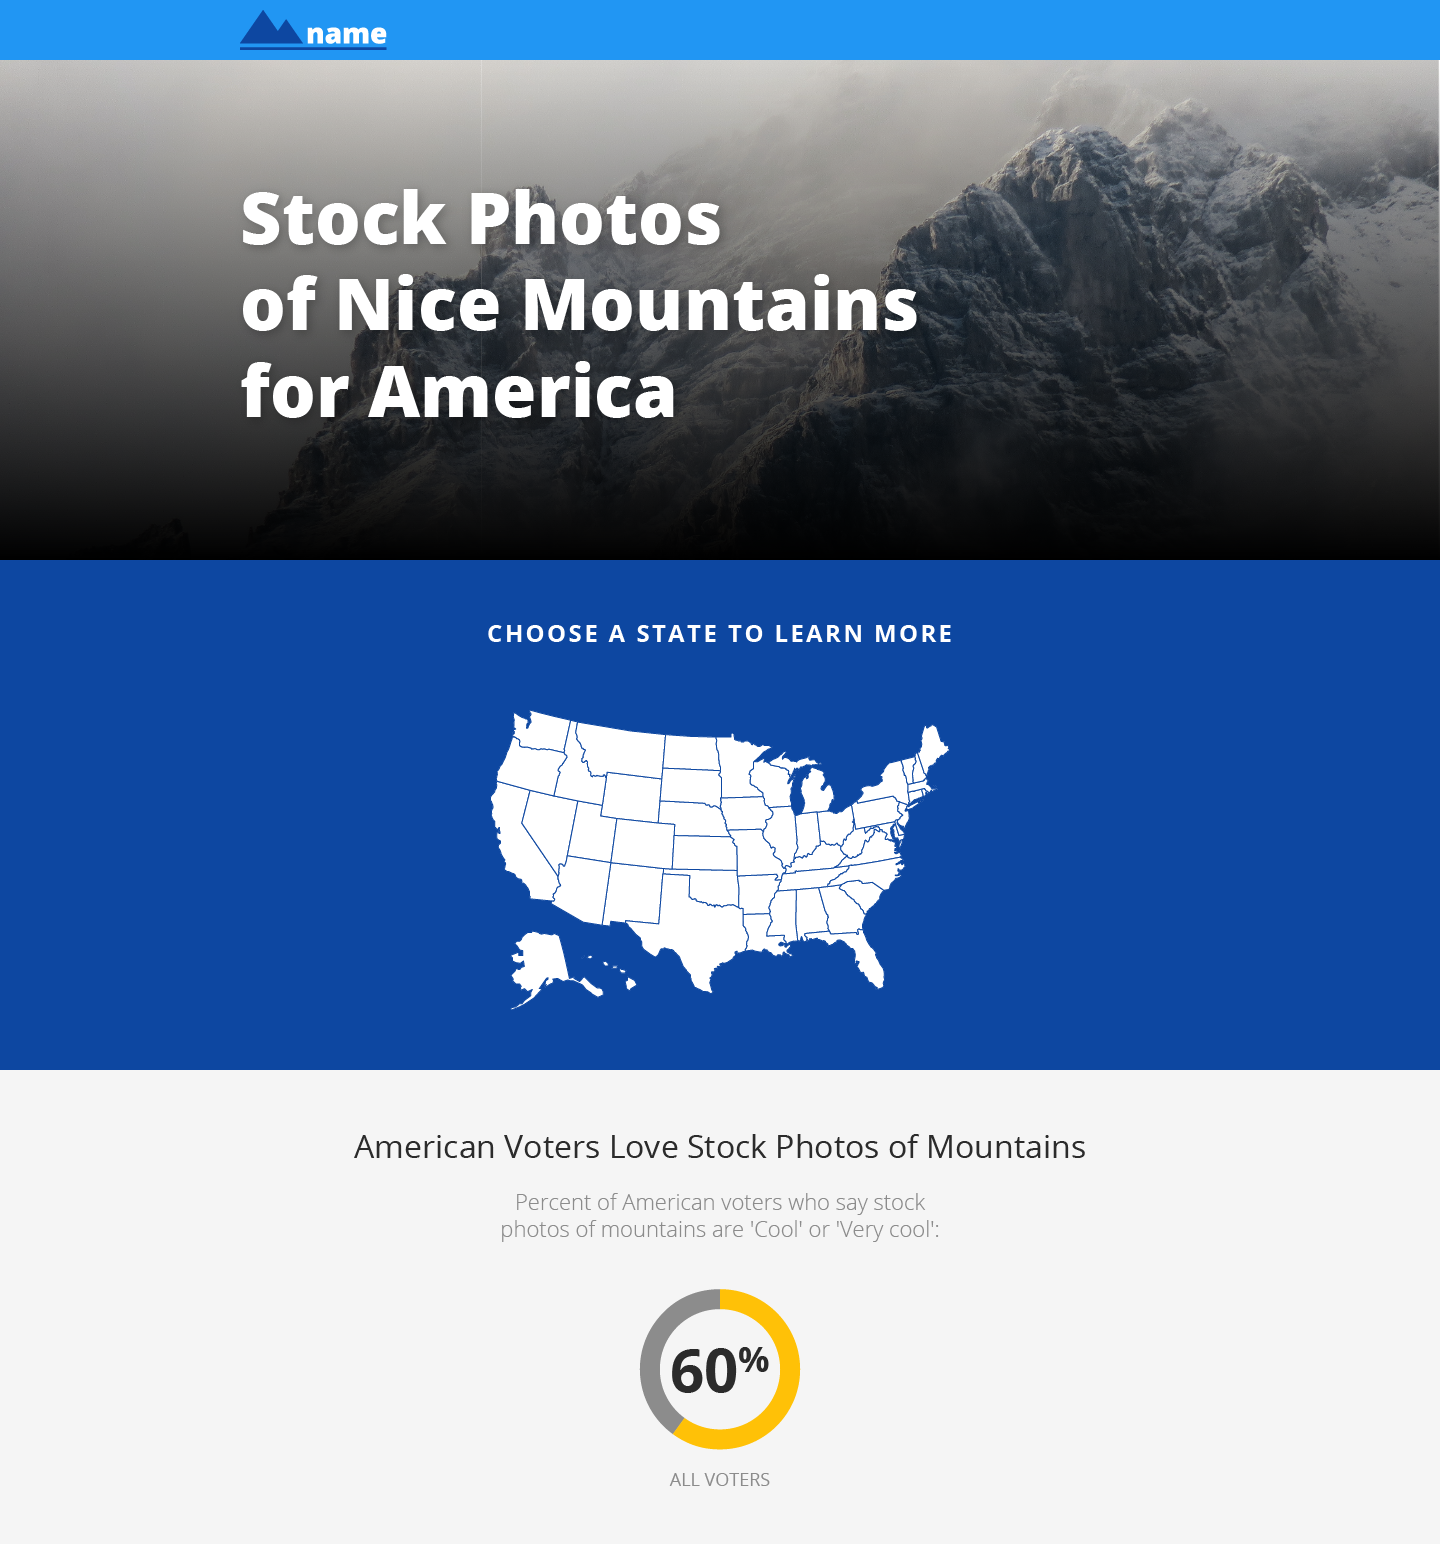 name
Stock Photos
of Nice Mountains
for America
CHOOSE A STATE TO LEARN MORE
American Voters Love Stock Photos of Mountains
Percent of American voters who say stock
photos of mountains are 'Cool' or 'Very cool':
60%
ALL VOTERS